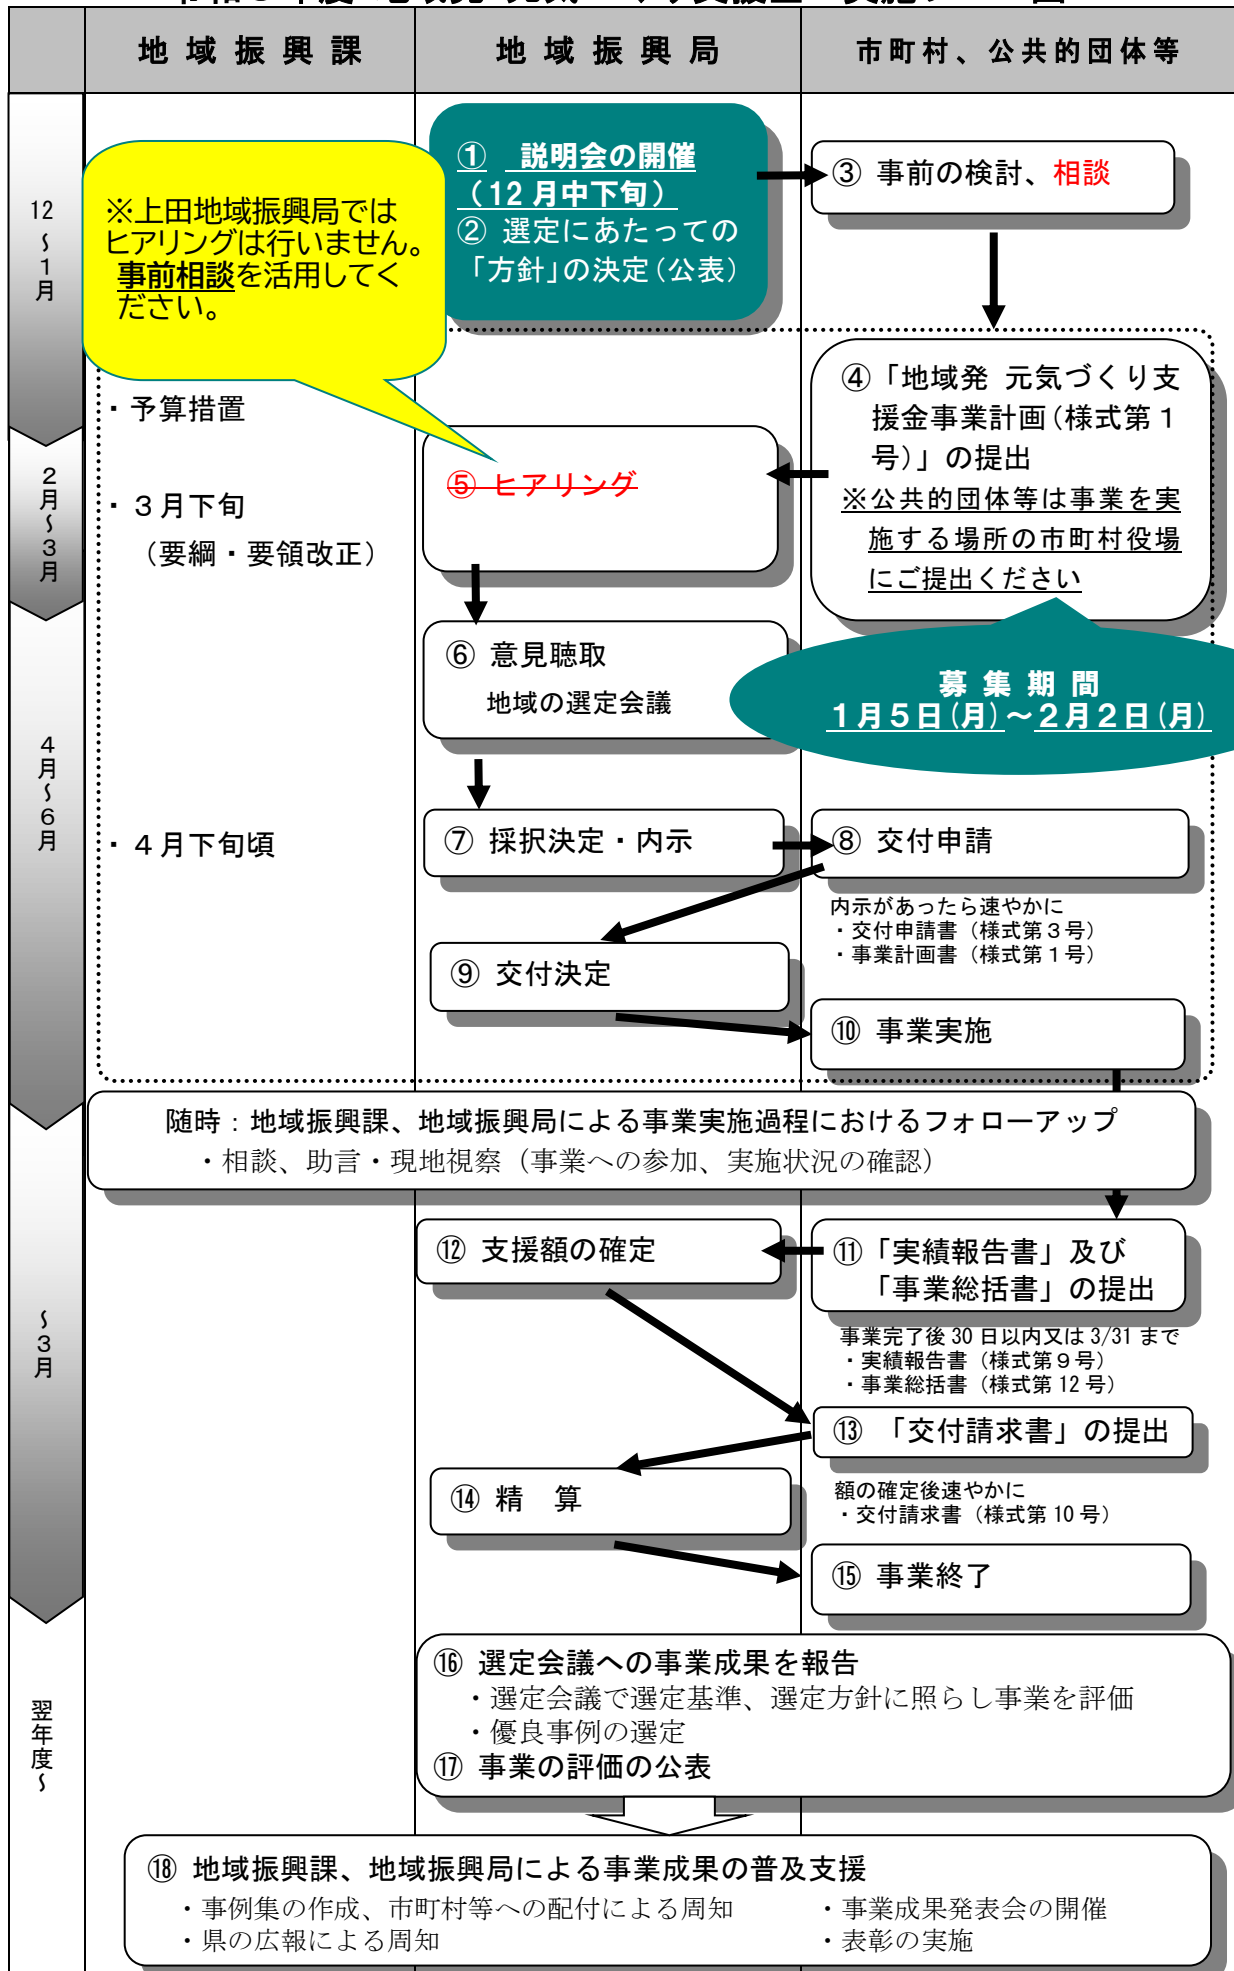 地域振興課
地域振興局
市町村、公共的団体等
12
～
1
月
※上田地域振興局では
ヒアリングは行いません。
事前相談を活用してく
ださい。
① 説明会の開催
（12月中下旬）
② 選定にあたっての
「方針」の決定（公表）
③ 事前の検討、相談
・予算措置
④「地域発 元気づくり支
援金事業計画（様式第１
号）」の提出
※公共的団体等は事業を実
施する場所の市町村役場
にご提出ください
２
月
～
３
月
・３月下旬
（要綱・要領改正）
⑤ ヒアリング
⑥ 意見聴取
地域の選定会議
募集期間
１月５日（月）～２月２日（月）
４
月
～
６
月
・４月下旬頃
⑦ 採択決定・内示
⑧ 交付申請
内示があったら速やかに
・交付申請書（様式第３号）
・事業計画書（様式第１号）
⑨ 交付決定
⑩ 事業実施
随時：地域振興課、地域振興局による事業実施過程におけるフォローアップ
・相談、助言・現地視察（事業への参加、実施状況の確認）
～
３
月
⑫ 支援額の確定
⑪「実績報告書」及び
「事業総括書」の提出
事業完了後 30 日以内又は 3/31 まで
・実績報告書（様式第９号）
・事業総括書（様式第 12 号）
⑬ 「交付請求書」の提出
額の確定後速やかに
・交付請求書（様式第 10 号）
⑭ 精　算
⑮ 事業終了
翌
年
度
～
⑯ 選定会議への事業成果を報告
・選定会議で選定基準、選定方針に照らし事業を評価
・優良事例の選定
⑰ 事業の評価の公表
⑱ 地域振興課、地域振興局による事業成果の普及支援
・事例集の作成、市町村等への配付による周知　・事業成果発表会の開催
・県の広報による周知　・表彰の実施